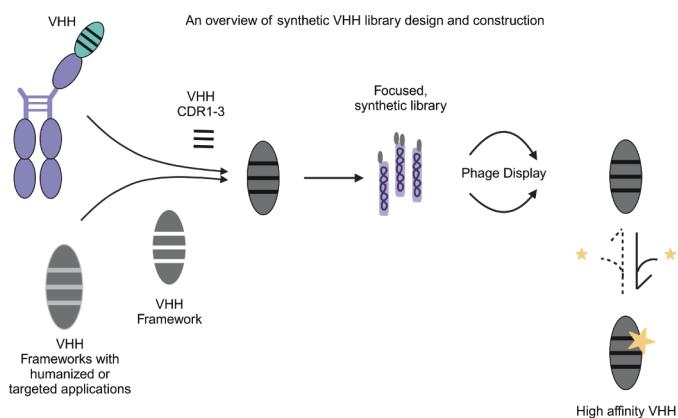 An overview of synthetic VHH library design and construction
VHH
VHH
CDR1-3
Focused,
synthetic library
Phage Display
VHH
Framework
VHH
Frameworks with
humanized or
targeted applications
High affinity VHH